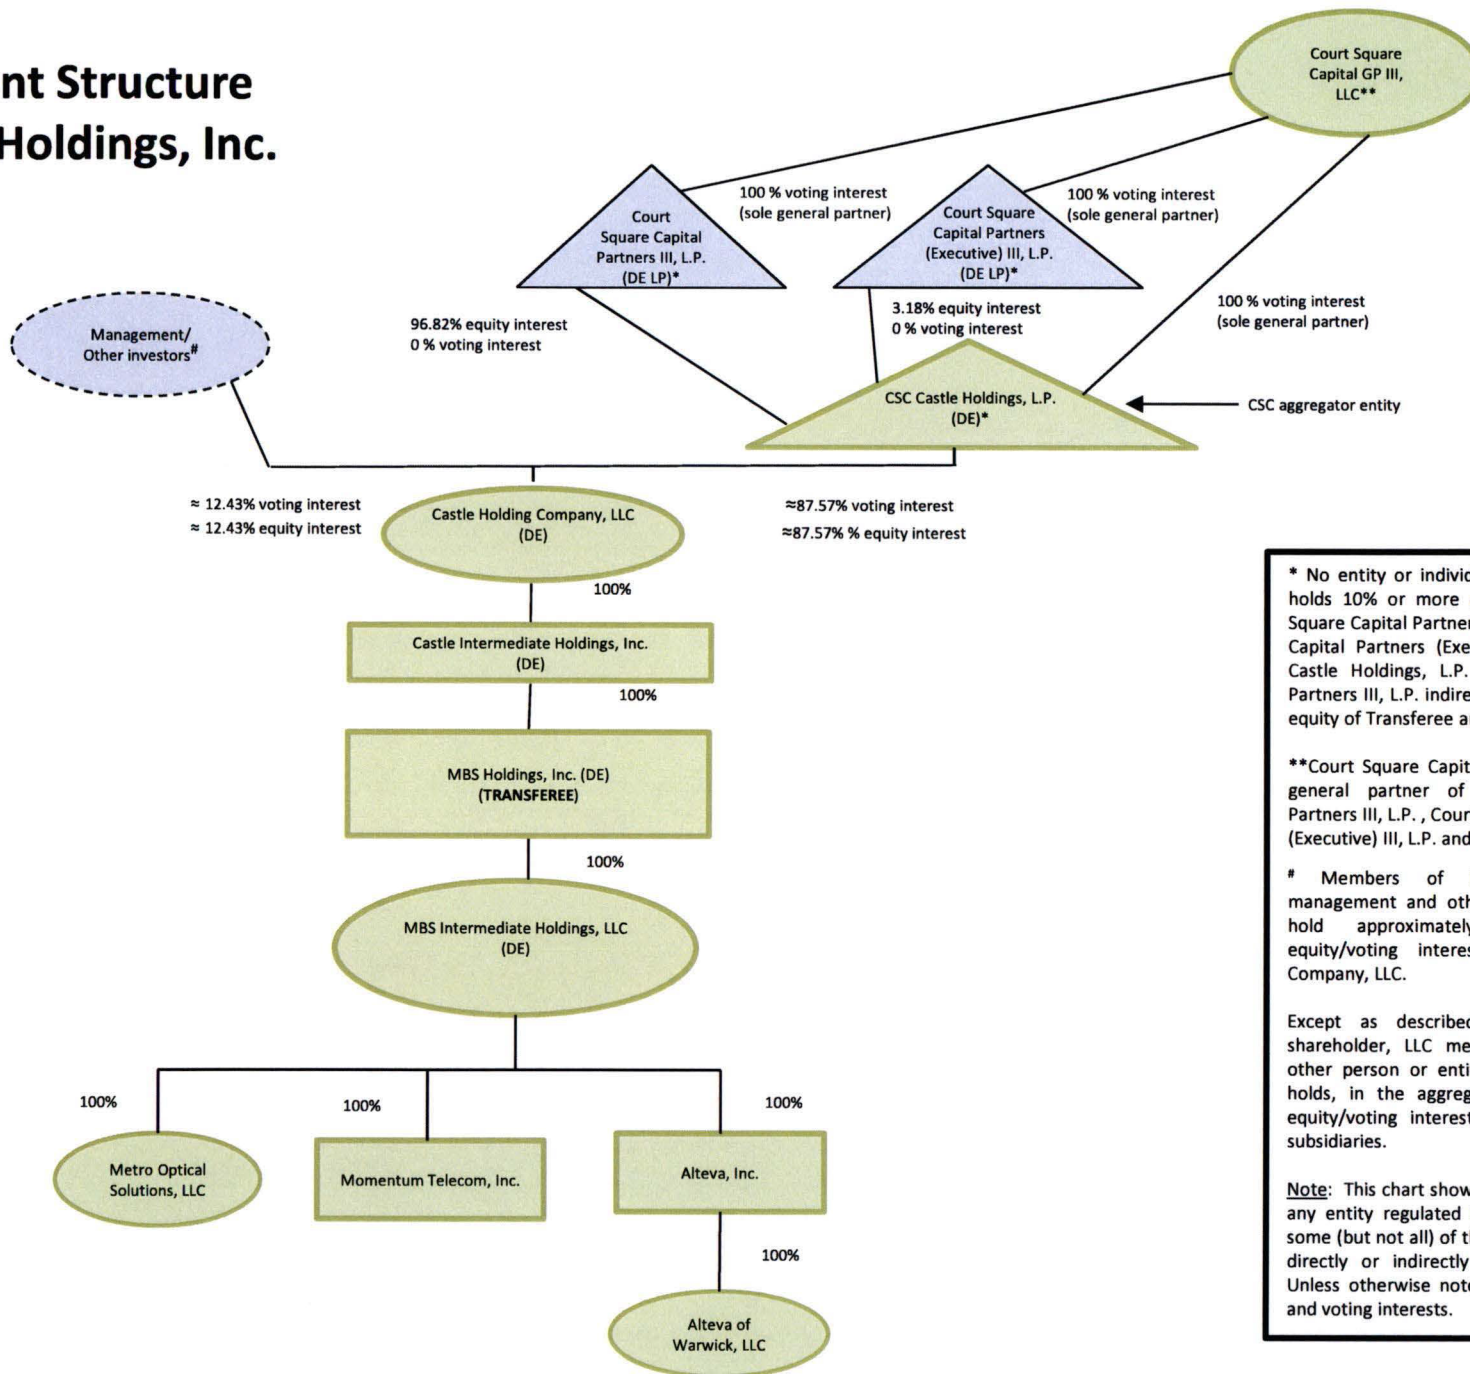 nt Structure
Holdings, Inc.
Court Square
Capital GP III,
LLC**
100 % voting interest
(sole general partner)
100 % voting interest
(sole general partner)
Court
Square Capital
Partners III, L.P.
(DE LP)*
Court Square
Capital Partners
(Executive) III, L.P.
(DE LP)*
96.82% equity interest
0 % voting interest
3.18% equity interest
0 % voting interest
100 % voting interest
(sole general partner)
Management/
Other investors#
CSC Castle Holdings, L.P.
(DE)*
CSC aggregator entity
≈ 12.43% voting interest
≈ 12.43% equity interest
Castle Holding Company, LLC
(DE)
≈87.57% voting interest
≈87.57% % equity interest
100%
Castle Intermediate Holdings, Inc.
(DE)
100%
MBS Holdings, Inc. (DE)
(TRANSFEREE)
100%
MBS Intermediate Holdings, LLC
(DE)
100%
100%
100%
Metro Optical
Solutions, LLC
Momentum Telecom, Inc.
Alteva, Inc.
100%
Alteva of
Warwick, LLC
* No entity or individ
holds 10% or more
Square Capital Partner
Capital Partners (Exe
Castle Holdings, L.P.
Partners III, L.P. indire
equity of Transferee a
**Court Square Capit
general partner of
Partners III, L.P. , Cour
(Executive) III, L.P. and
# Members of
management and oth
hold approximately
equity/voting interes
Company, LLC.
Except as described
shareholder, LLC me
other person or enti
holds, in the aggreg
equity/voting interest
subsidiaries.
Note: This chart show
any entity regulated
some (but not all) of t
directly or indirectly
Unless otherwise note
and voting interests.